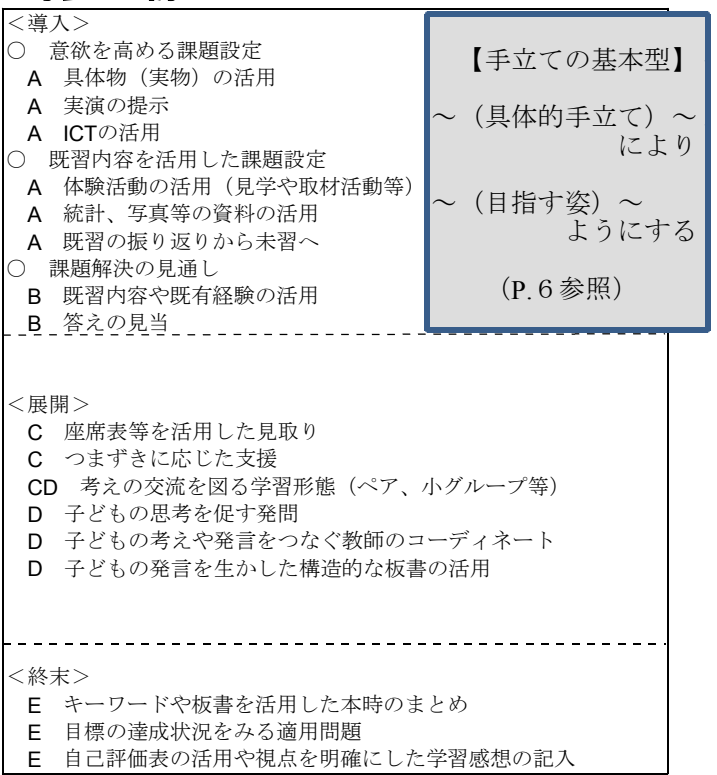 ＜導入＞
○　意欲を高める課題設定
A　具体物（実物）の活用
A　実演の提示
A　ICTの活用
○　既習内容を活用した課題設定
A　体験活動の活用（見学や取材活動等）
A　統計、写真等の資料の活用
A　既習の振り返りから未習へ
○　課題解決の見通し
B　既習内容や既有経験の活用
B　答えの見当
【手立ての基本型】
～（具体的手立て）～
により
～（目指す姿）～
ようにする
（P.６参照）
＜展開＞
C　座席表等を活用した見取り
C　つまずきに応じた支援
CD　考えの交流を図る学習形態（ペア、小グループ等）
D　子どもの思考を促す発問
D　子どもの考えや発言をつなぐ教師のコーディネート
D　子どもの発言を生かした構造的な板書の活用
＜終末＞
E　キーワードや板書を活用した本時のまとめ
E　目標の達成状況をみる適用問題
E　自己評価表の活用や視点を明確にした学習感想の記入